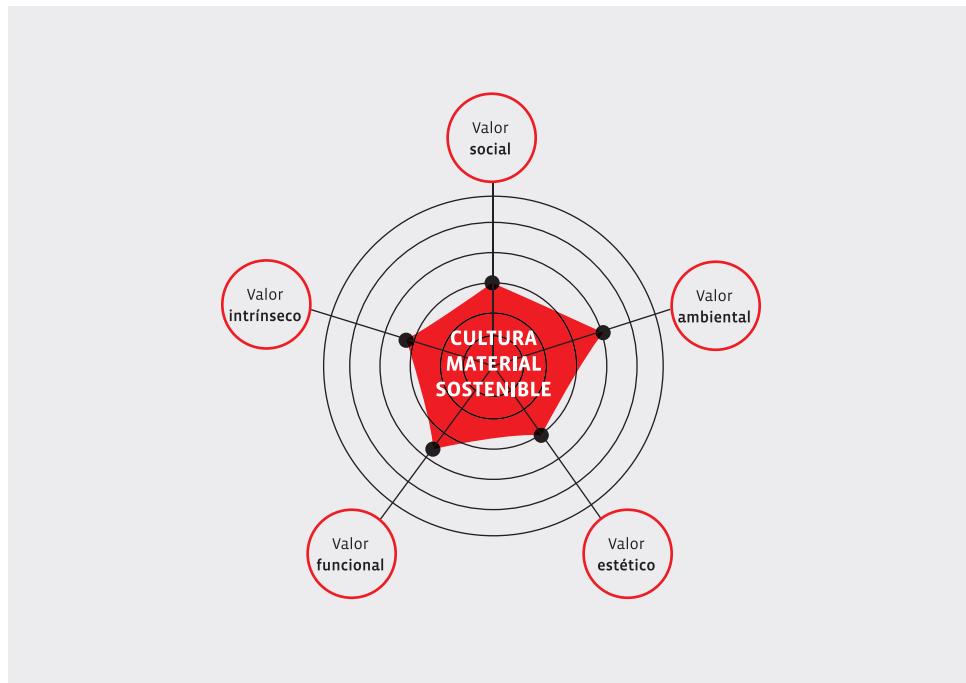 Valor
social
Valor
intrínseco
Valor
ambiental
CULTURA
MATERIAL
SOSTENIBLE
Valor
funcional
Valor
estético